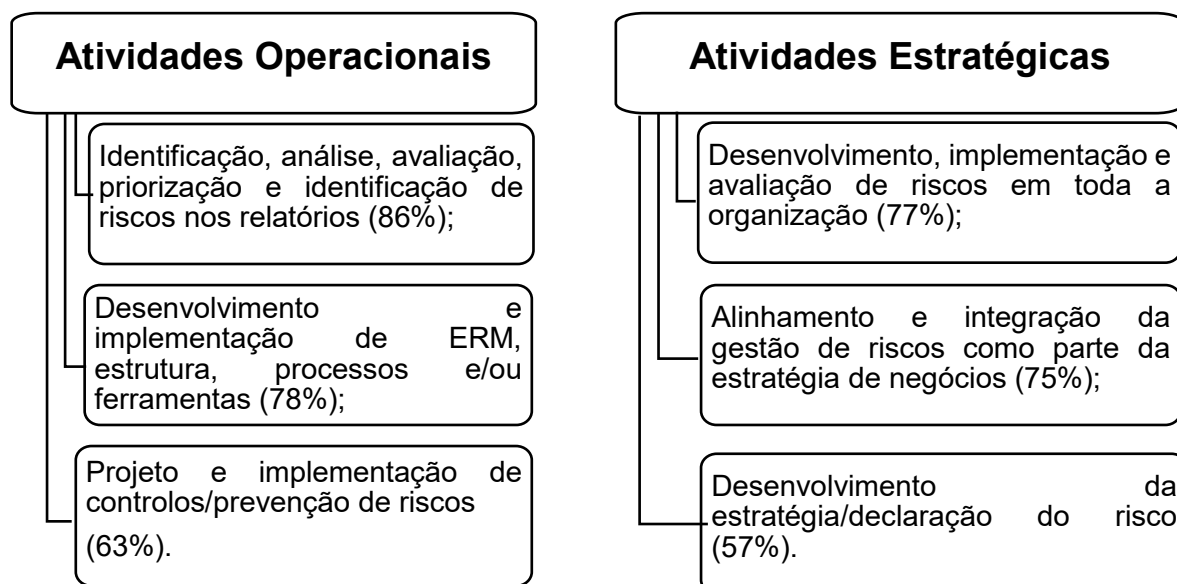 Atividades Operacionais
Identificação, análise, avaliação,
priorização e identificação de
riscos nos relatórios (86%);
Desenvolvimento e
implementação de ERM,
estrutura, processos e/ou
ferramentas (78%);
Projeto e implementação de
controlos/prevenção de riscos
(63%).
Atividades Estratégicas
Desenvolvimento, implementação e
avaliação de riscos em toda a
organização (77%);
Alinhamento e integração da
gestão de riscos como parte da
estratégia de negócios (75%);
Desenvolvimento da
estratégia/declaração do risco
(57%).